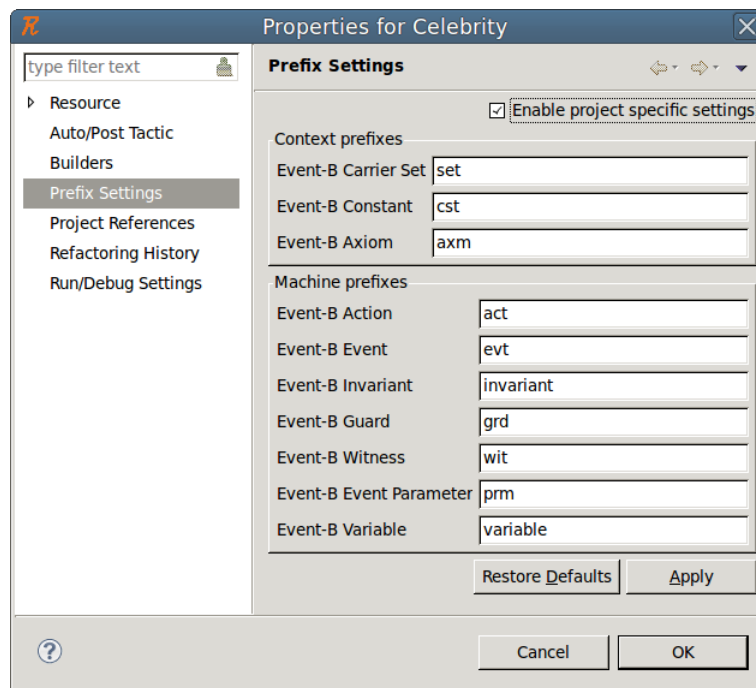 Properties for Celebrity
type filter text
Resource
Auto/Post Tactic
Builders
Prefix Settings
Project References
Refactoring History
Run/Debug Settings
Prefix Settings
Enable project specific settings
Context prefixes
Event-B Carrier Set set
Event-B Constant cst
Event-B Axiom axm
Machine prefixes
Event-B Action act
Event-B Event evt
Event-B Invariant invariant
Event-B Guard grd
Event-B Witness wit
Event-B Event Parameter prm
Event-B Variable variable
Restore Defaults Apply
? Cancel OK